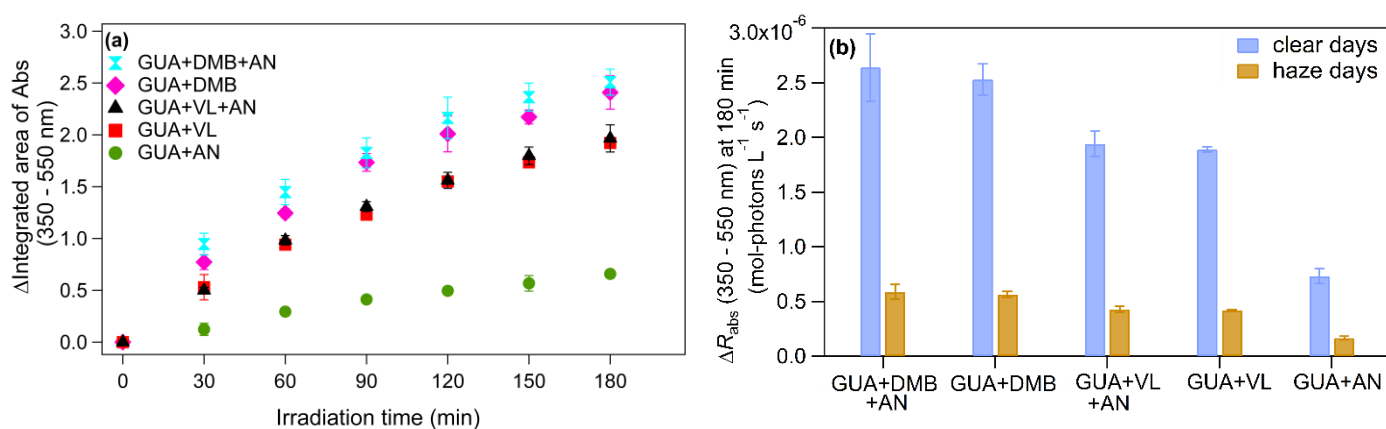 (a)
GUA+DMB+AN
GUA+DMB
GUA+VL+AN
GUA+VL
GUA+AN
ΔIntegrated area of Abs
(350 - 550 nm)
3.0
2.5
2.0
1.5
1.0
0.5
0.0
0 30 60 90 120 150 180
Irradiation time (min)
(b)
clear days
haze days
ΔR_abs (350 - 550 nm) at 180 min
(mol-photons L⁻¹ s⁻¹)
3.0x10⁻⁶
2.5
2.0
1.5
1.0
0.5
0.0
GUA+DMB
+AN
GUA+DMB
GUA+VL
+AN
GUA+VL
GUA+AN